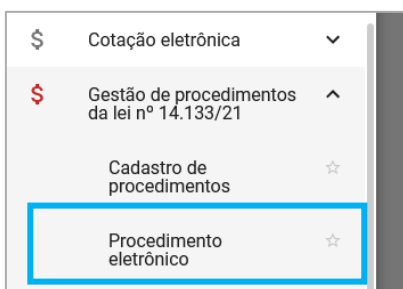 $ Cotação eletrônica
$ Gestão de procedimentos
da lei nº 14.133/21
Cadastro de
procedimentos
Procedimento
eletrônico